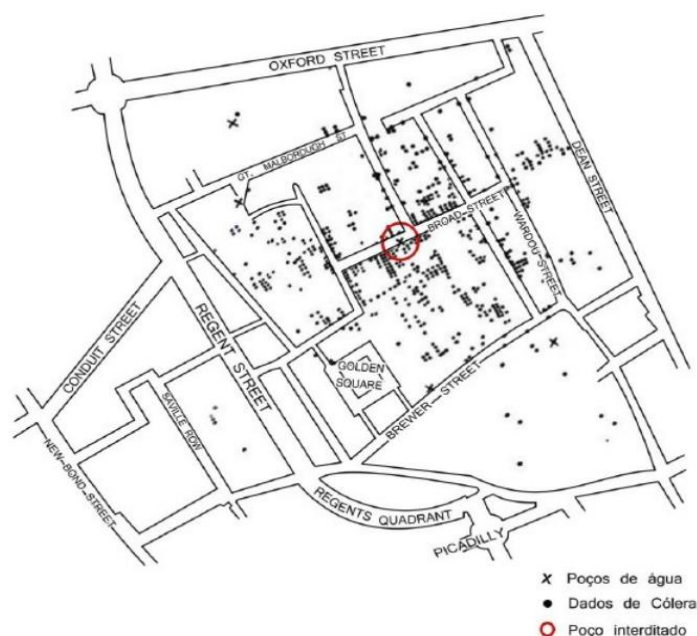 OXFORD STREET
GT. MALBOROUGH ST
DEAN STREET
BROAD-STREET
WARDOU-STREET
CONDUIT STREET
REGENT STREET
GOLDEN
SQUARE
SAVILLE ROW
BREWER-STREET
NEW-BOND-STREET
REGENTS QUADRANT
PICADILLY
x Poços de água
Dados de Cólera
Poço interditado